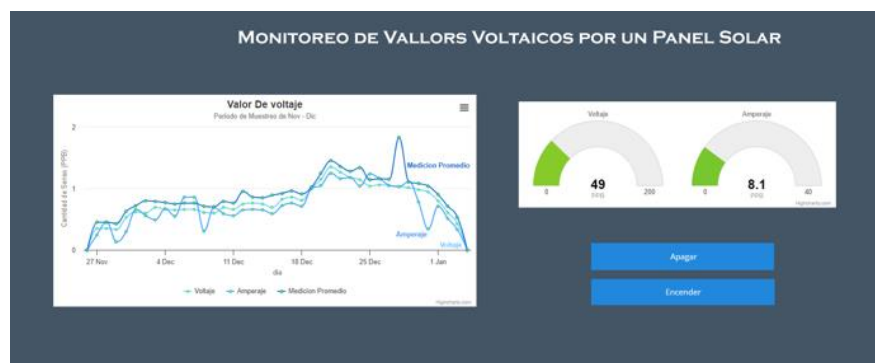 MONITOREO DE VALLORS VOLTAICOS POR UN PANEL SOLAR
Valor De voltaje
Periodo de Muestreo de Nov - Dic
Cantidad de Serias (PPB)
2
1
0
Medicion Promedio
Amperaje
Voltaje
27 Nov
4 Dec
11 Dec
18 Dec
25 Dec
1 Jan
dia
Voltaje
Amperaje
Medicion Promedio
Highcharts.com
Voltaje
49
PPG
0
200
Amperaje
8.1
PPG
0
40
Highcharts.com
Apagar
Encender